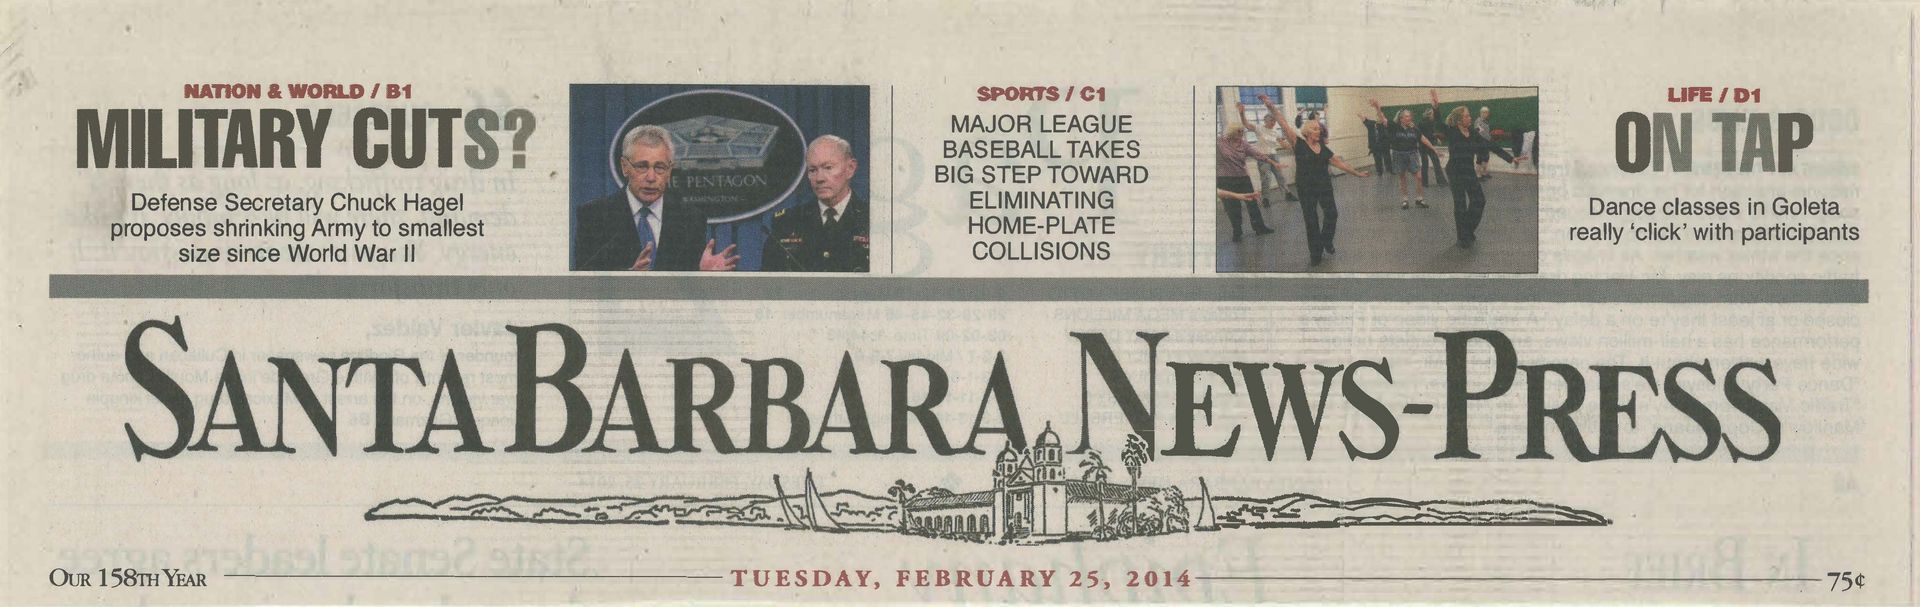 NATION & WORLD / B1
MILITARY CUTS?
Defense Secretary Chuck Hagel
proposes shrinking Army to smallest
size since World War II
E PENTAGON
WASHINGTON
SPORTS / C1
MAJOR LEAGUE
BASEBALL TAKES
BIG STEP TOWARD
ELIMINATING
HOME-PLATE
COLLISIONS
LIFE / D1
ON TAP
Dance classes in Goleta
really ‘click’ with participants
SANTA BARBARA NEWS-PRESS
OUR 158TH YEAR
TUESDAY, FEBRUARY 25, 2014
75¢